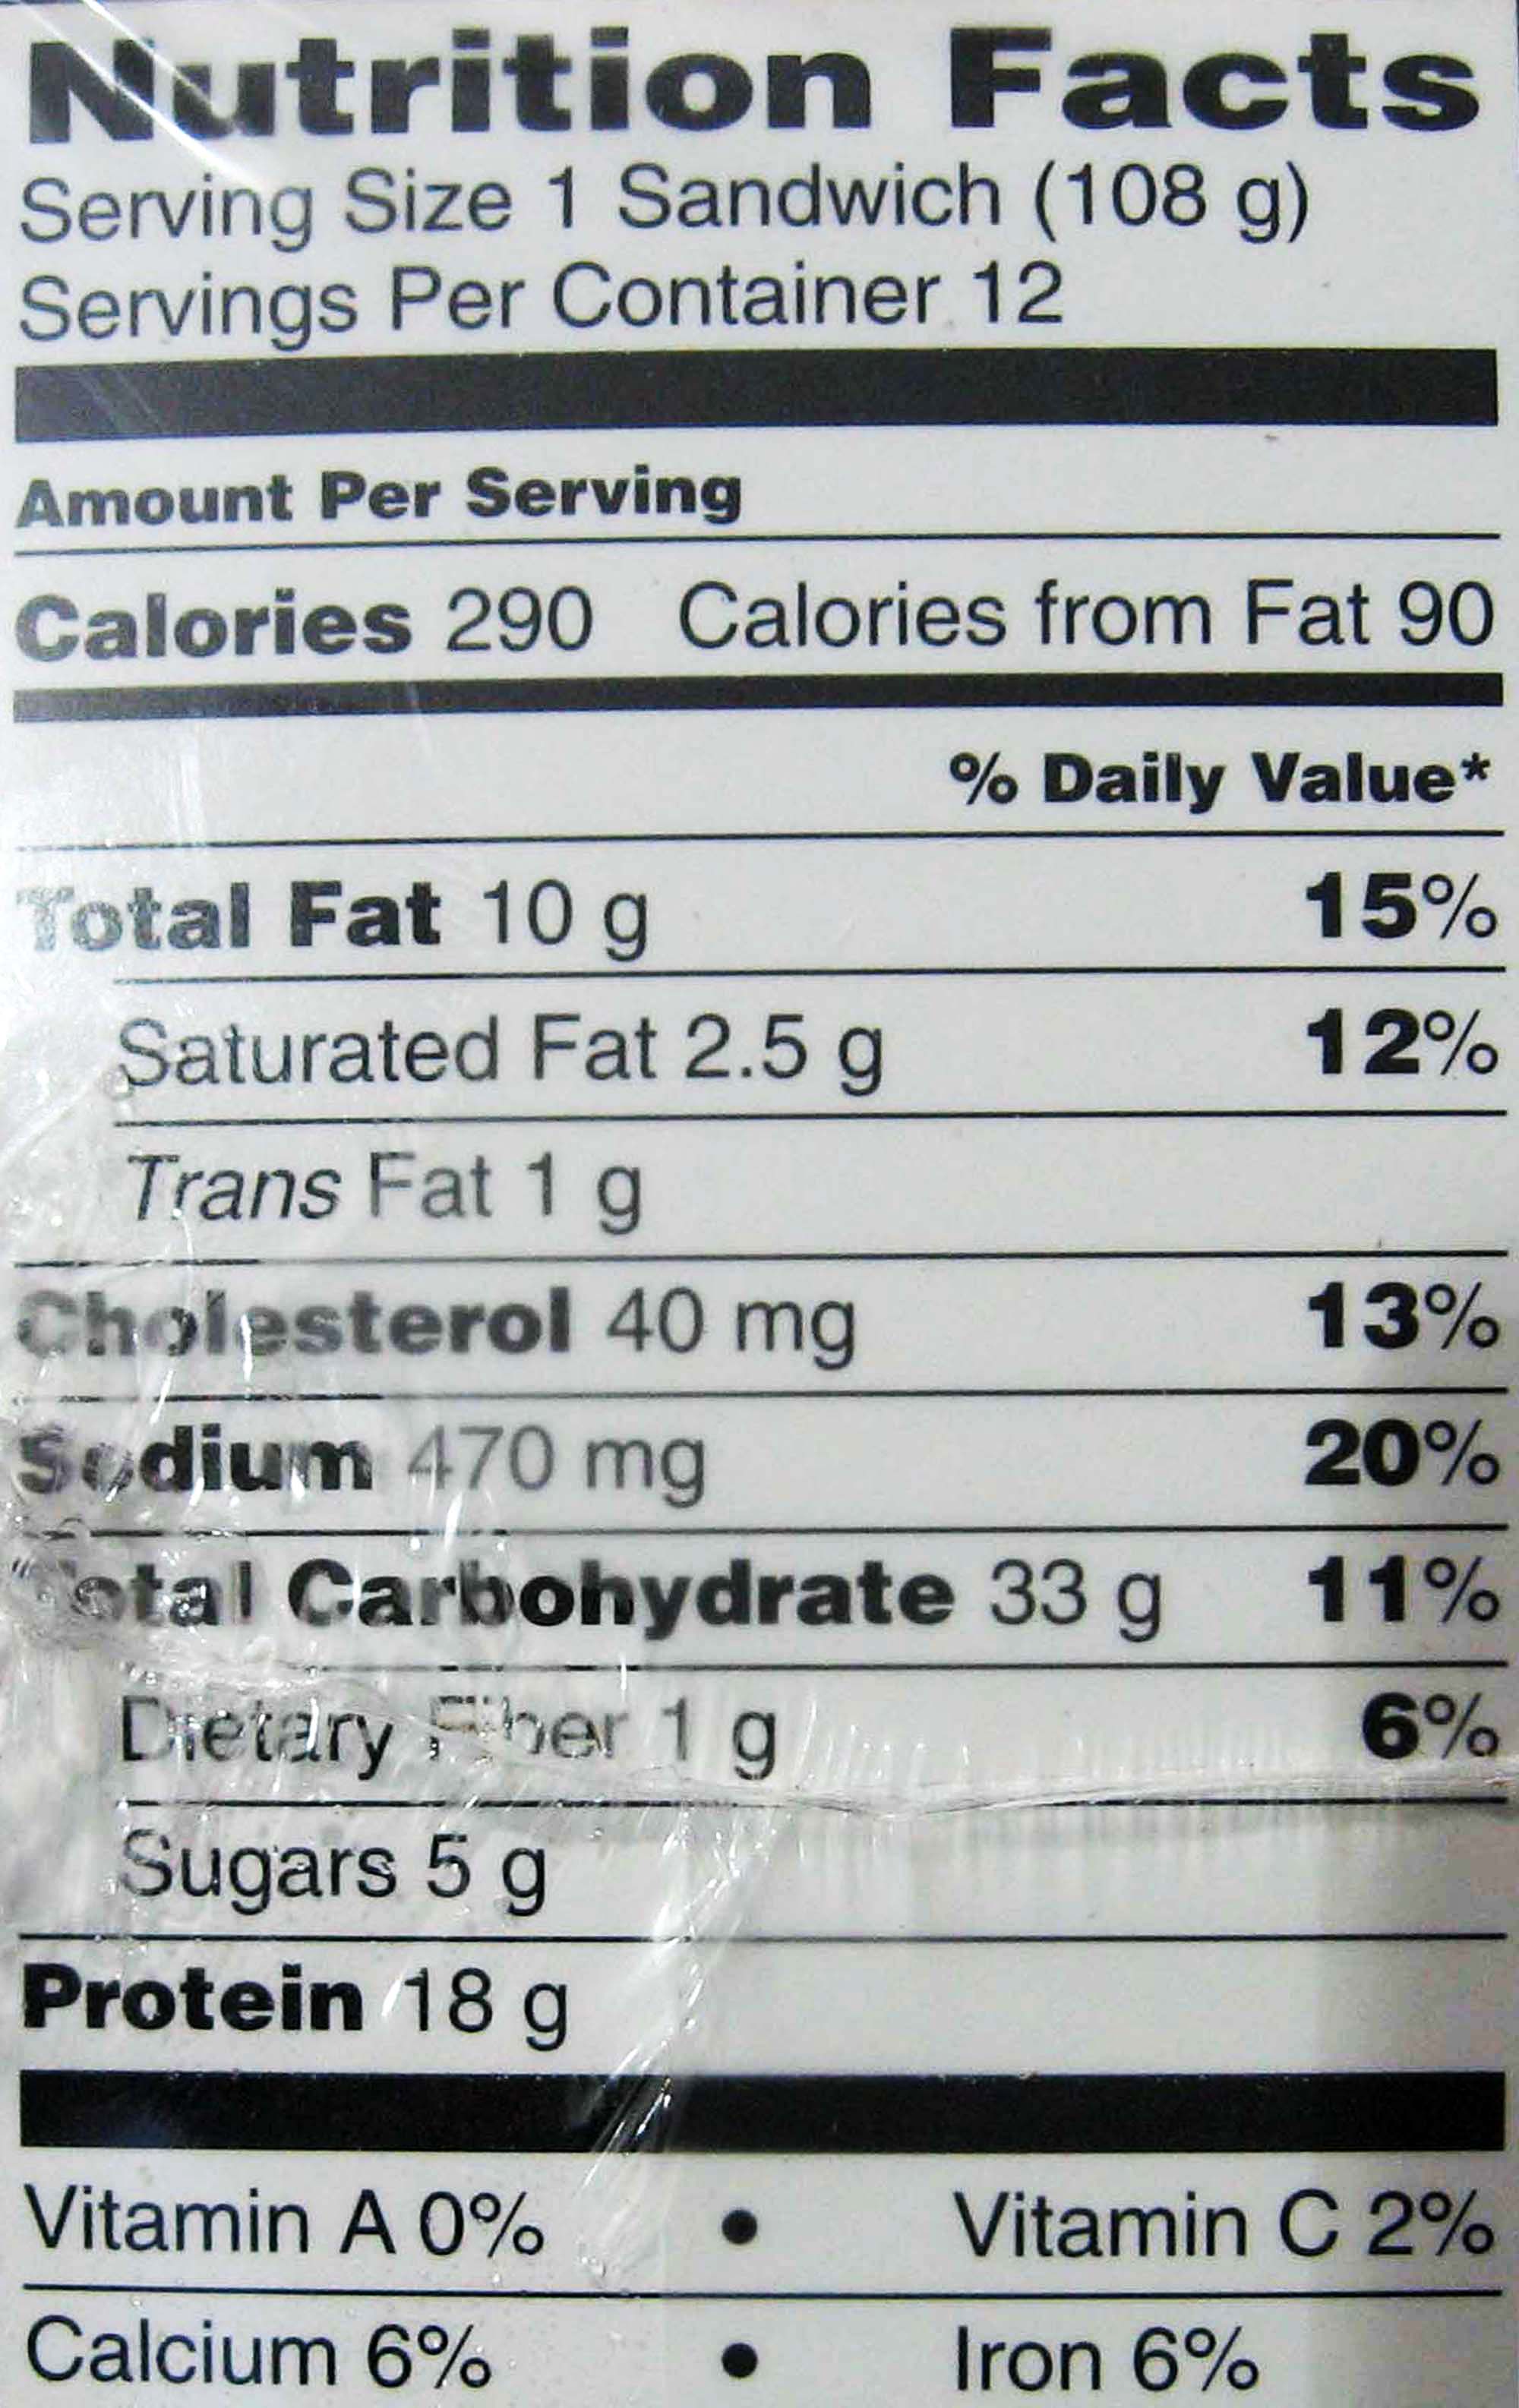 Nutrition Facts
Serving Size 1 Sandwich (108 g)
Servings Per Container 12
Amount Per Serving
Calories 290 Calories from Fat 90
% Daily Value*
Total Fat 10 g 15%
Saturated Fat 2.5 g 12%
Trans Fat 1 g
Cholesterol 40 mg 13%
Sodium 470 mg 20%
Total Carbohydrate 33 g 11%
Dietary Fiber 1 g 6%
Sugars 5 g
Protein 18 g
Vitamin A 0% • Vitamin C 2%
Calcium 6% • Iron 6%